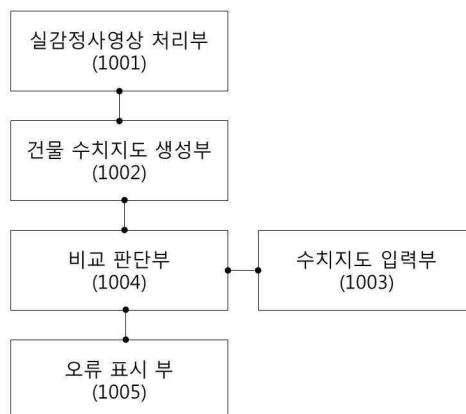 실감정사영상 처리부
(1001)
건물 수치지도 생성부
(1002)
비교 판단부
(1004)
수치지도 입력부
(1003)
오류 표시 부
(1005)